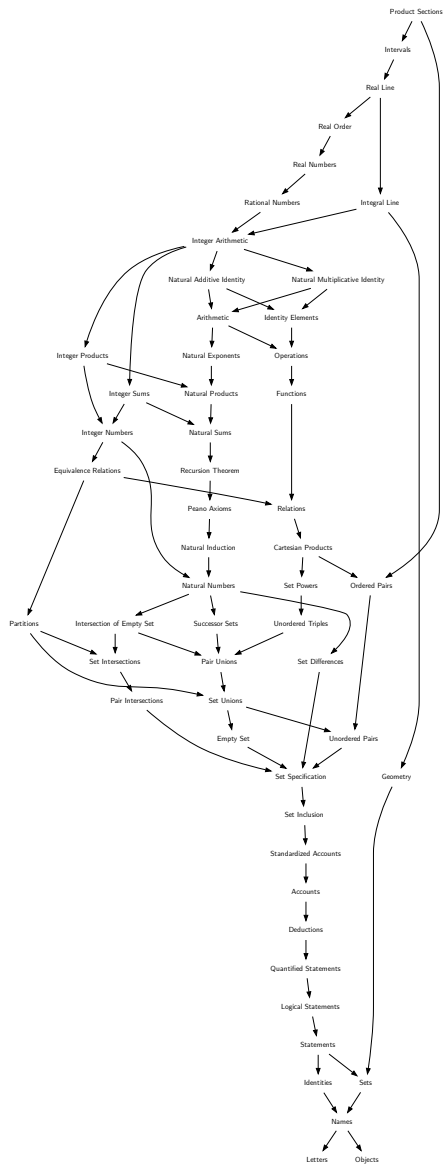 Product Sections
Intervals
Real Line
Real Order
Real Numbers
Rational Numbers
Integral Line
Integer Arithmetic
Natural Additive Identity
Natural Multiplicative Identity
Arithmetic
Identity Elements
Integer Products
Natural Exponents
Operations
Integer Sums
Natural Products
Functions
Integer Numbers
Natural Sums
Equivalence Relations
Recursion Theorem
Peano Axioms
Relations
Natural Induction
Cartesian Products
Natural Numbers
Set Powers
Ordered Pairs
Partitions
Intersection of Empty Set
Successor Sets
Unordered Triples
Set Intersections
Pair Unions
Set Differences
Pair Intersections
Set Unions
Empty Set
Unordered Pairs
Set Specification
Geometry
Set Inclusion
Standardized Accounts
Accounts
Deductions
Quantified Statements
Logical Statements
Statements
Identities
Sets
Names
Letters
Objects